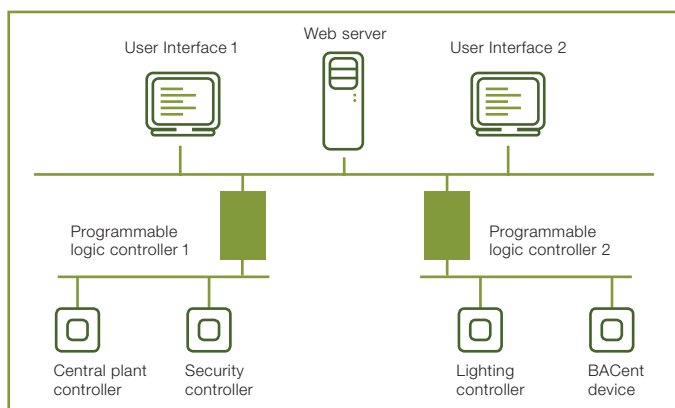 Web server
User Interface 1
User Interface 2
Programmable
logic controller 1
Programmable
logic controller 2
Central plant
controller
Security
controller
Lighting
controller
BACent
device